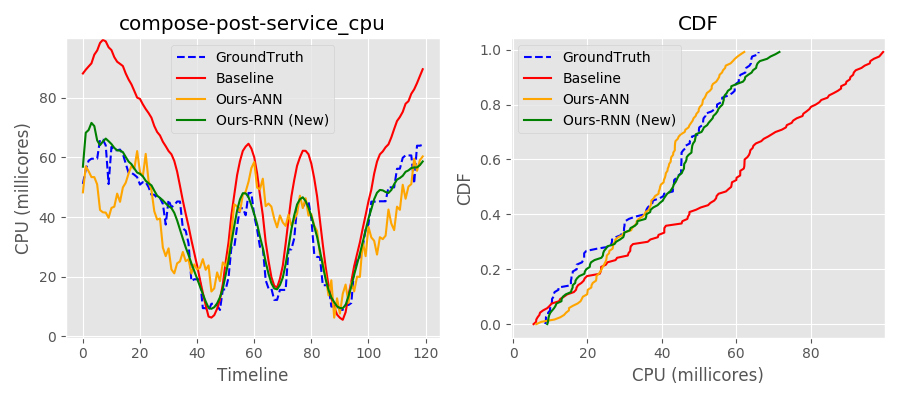 compose-post-service_cpu
CPU (millicores)
80
60
40
20
0
GroundTruth
Baseline
Ours-ANN
Ours-RNN (New)
0 20 40 60 80 100 120
Timeline
CDF
CDF
1.0
0.8
0.6
0.4
0.2
0.0
GroundTruth
Baseline
Ours-ANN
Ours-RNN (New)
0 20 40 60 80
CPU (millicores)